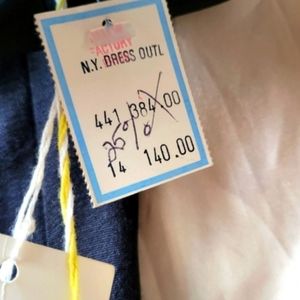 FACTORY
N.Y. DRESS OUTL
441 384.00
14 140.00